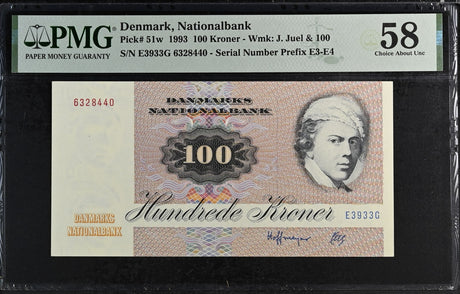 PMG
PAPER MONEY GUARANTY
Denmark, Nationalbank
Pick# 51w 1993 100 Kroner - Wmk: J. Juel & 100
S/N E3933G 6328440 - Serial Number Prefix E3-E4
58
Choice About Unc
6328440
DANMARKS
NATIONALBANK
100
Hundrede Kroner
DANMARKS
NATIONALBANK
E3933G
Hoffmeyer